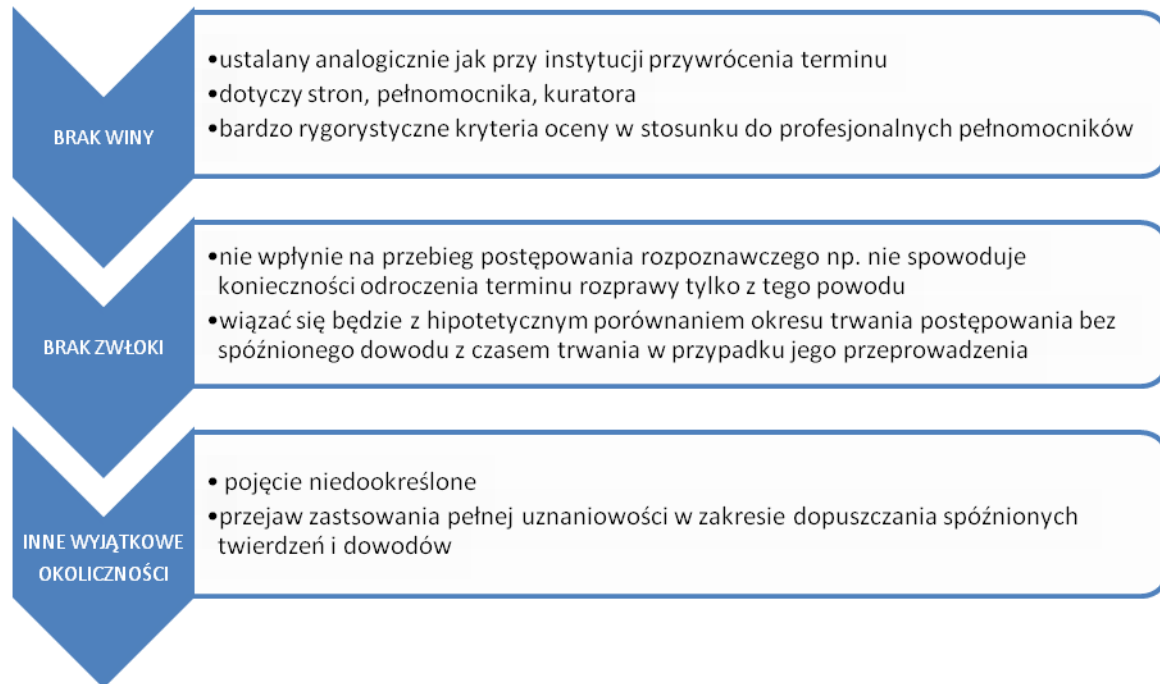 BRAK WINY
•ustalany analogicznie jak przy instytucji przywrócenia terminu
•dotyczy stron, pełnomocnika, kuratora
•bardzo rygorystyczne kryteria oceny w stosunku do profesjonalnych pełnomocników
BRAK ZWŁOKI
•nie wpłynie na przebieg postępowania rozpoznawczego np. nie spowoduje
konieczności odroczenia terminu rozprawy tylko z tego powodu
•wiązać się będzie z hipotetycznym porównaniem okresu trwania postępowania bez
spóźnionego dowodu z czasem trwania w przypadku jego przeprowadzenia
INNE WYJĄTKOWE
OKOLICZNOŚCI
• pojęcie niedookreślone
•przejaw zastsowania pełnej uznaniowości w zakresie dopuszczania spóźnionych
twierdzeń i dowodów